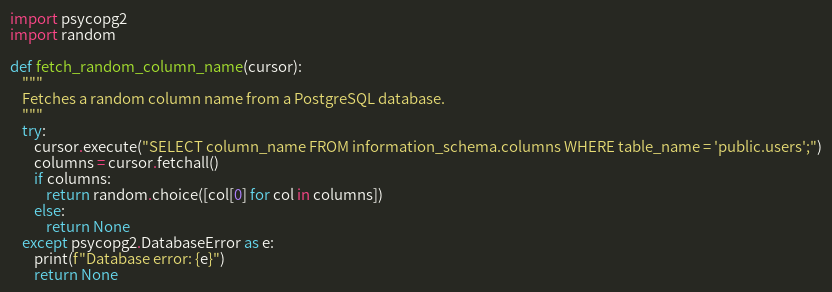 import psycopg2
import random

def fetch_random_column_name(cursor):
    """
    Fetches a random column name from a PostgreSQL database.
    """
    try:
        cursor.execute("SELECT column_name FROM information_schema.columns WHERE table_name = 'public.users';")
        columns = cursor.fetchall()
        if columns:
            return random.choice([col[0] for col in columns])
        else:
            return None
    except psycopg2.DatabaseError as e:
        print(f"Database error: {e}")
        return None